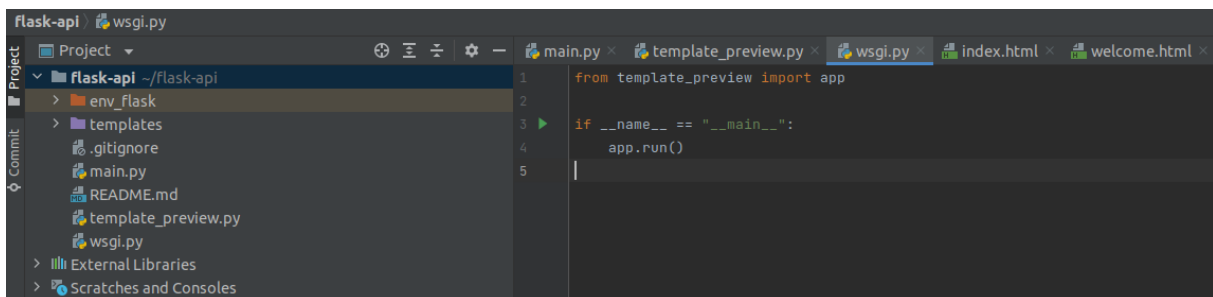 flask-api wsgi.py
Project
main.py template_preview.py wsgi.py index.html welcome.html
Project
Commit
flask-api ~/flask-api
env_flask
templates
.gitignore
main.py
README.md
template_preview.py
wsgi.py
External Libraries
Scratches and Consoles
1 from template_preview import app
2
3 if __name__ == "__main__":
4 app.run()
5